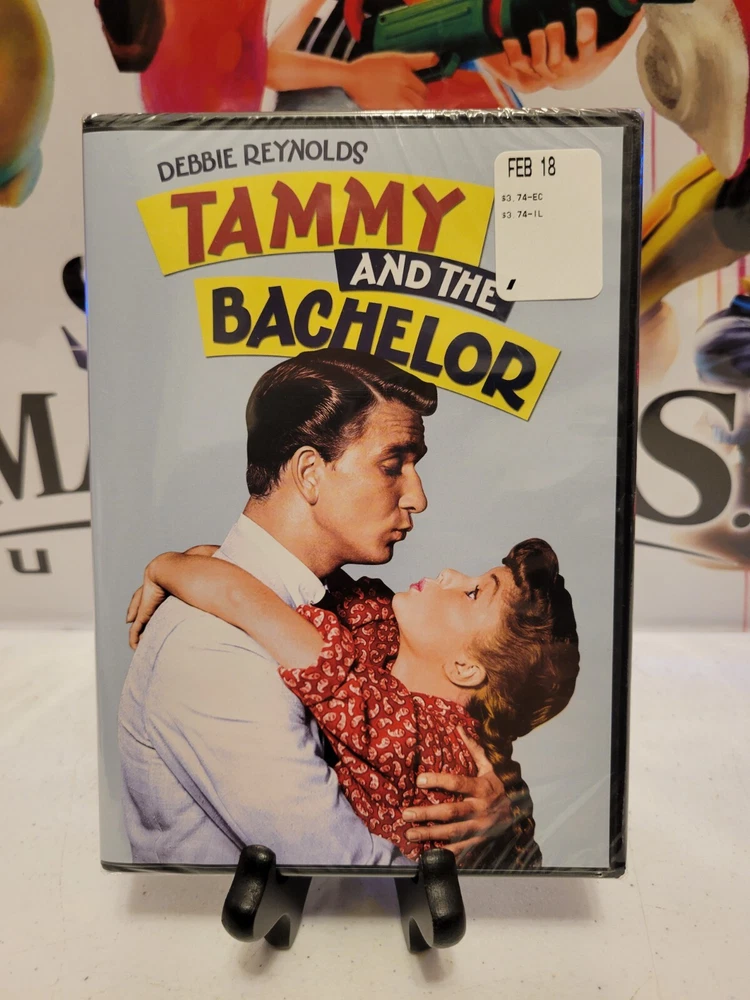 DEBBIE REYNOLDS
TAMMY
AND THE
BACHELOR
FEB 18
$3.74-EC
$3.74-IL